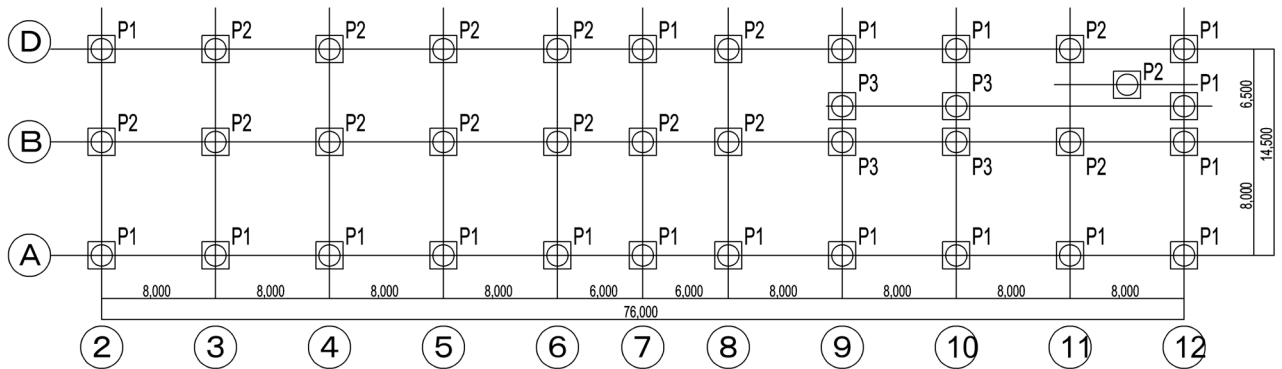 D P1 P2 P2 P2 P2 P1 P2 P1 P1 P2 P1
P3 P3 P2 P1
6,500
B P2 P2 P2 P2 P2 P2 P2
P3 P3 P2 P1
14,500
8,000
A P1 P1 P1 P1 P1 P1 P1 P1 P1 P1 P1
8,000 8,000 8,000 8,000 6,000 6,000 8,000 8,000 8,000 8,000
76,000
2 3 4 5 6 7 8 9 10 11 12